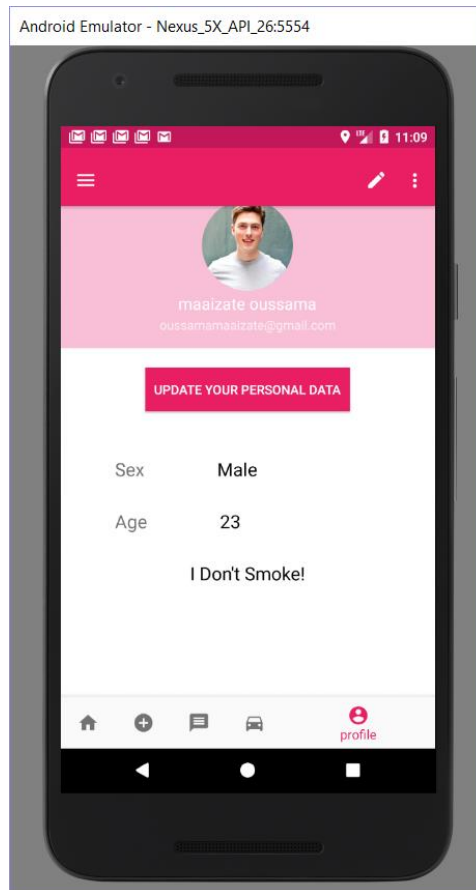 Android Emulator - Nexus_5X_API_26:5554
11:09
maaizate oussama
oussamamaaizate@gmail.com
UPDATE YOUR PERSONAL DATA
Sex Male
Age 23
I Don't Smoke!
profile